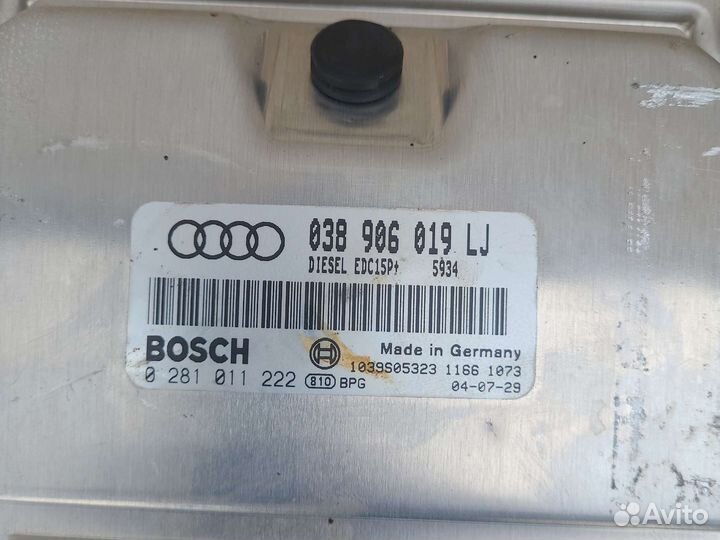 038 906 019 LJ
DIESEL EDC15P+ 5934
BOSCH
Made in Germany
1039S05323 1166 1073
0 281 011 222 810 BPG 04-07-29
Avito